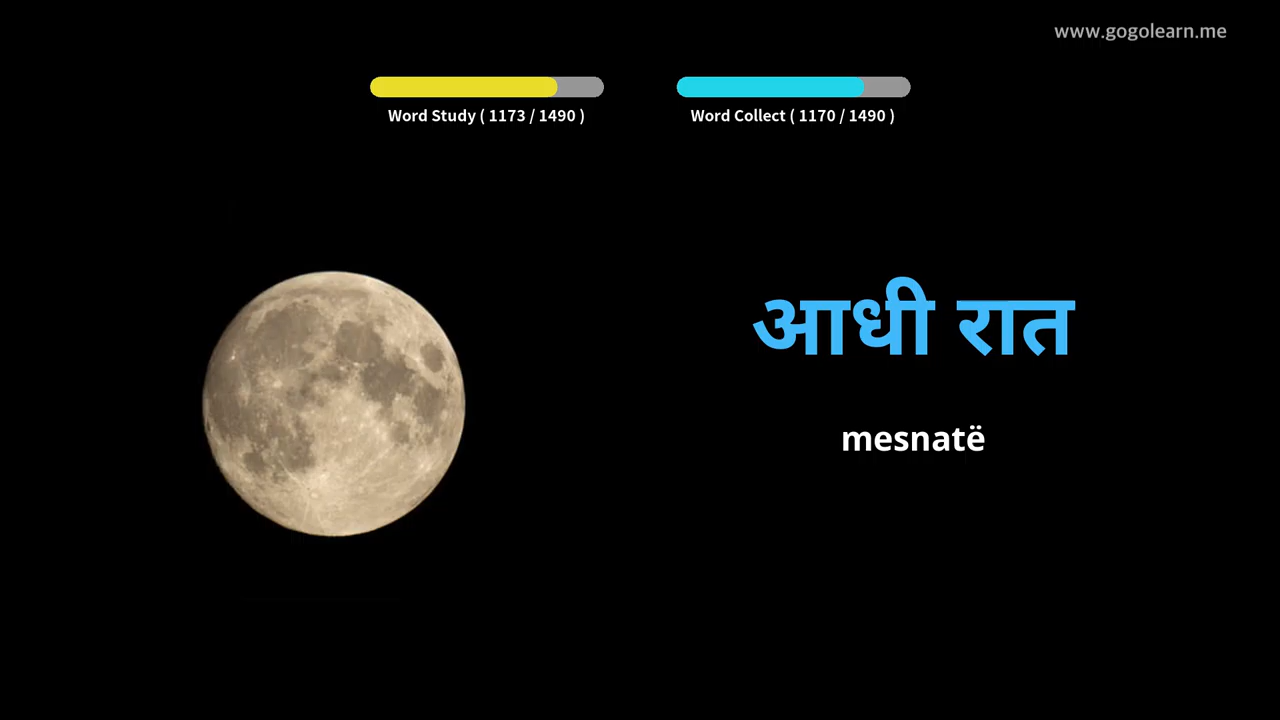 www.gogolearn.me
Word Study ( 1173 / 1490 )
Word Collect ( 1170 / 1490 )
आधी रात
mesnatë